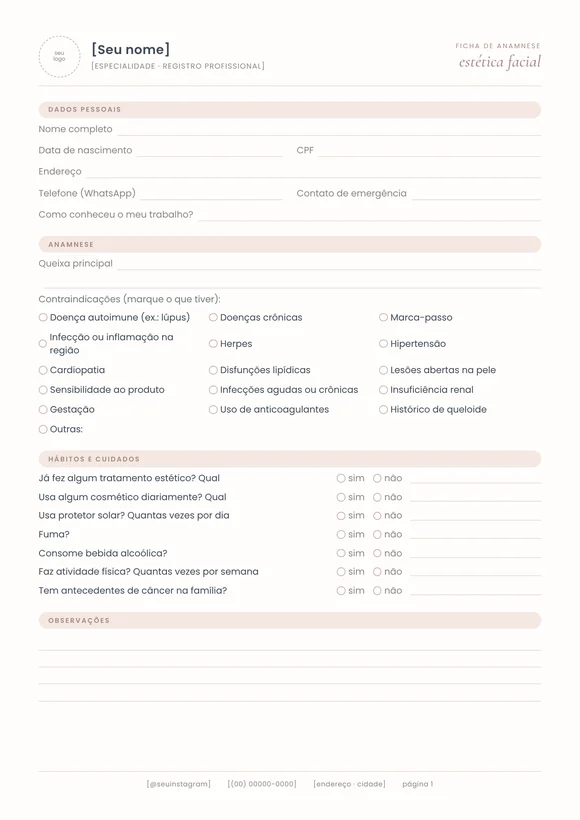 seu
logo
[Seu nome]
[ESPECIALIDADE · REGISTRO PROFISSIONAL]
FICHA DE ANAMNESE
estética facial
DADOS PESSOAIS
Nome completo
Data de nascimento CPF
Endereço
Telefone (WhatsApp) Contato de emergência
Como conheceu o meu trabalho?
ANAMNESE
Queixa principal
Contraindicações (marque o que tiver):
Doença autoimune (ex.: lúpus) Doenças crônicas Marca-passo
Infecção ou inflamação na
região Herpes Hipertensão
Cardiopatia Disfunções lipídicas Lesões abertas na pele
Sensibilidade ao produto Infecções agudas ou crônicas Insuficiência renal
Gestação Uso de anticoagulantes Histórico de queloide
Outras:
HÁBITOS E CUIDADOS
Já fez algum tratamento estético? Qual sim não
Usa algum cosmético diariamente? Qual sim não
Usa protetor solar? Quantas vezes por dia sim não
Fuma? sim não
Consome bebida alcoólica? sim não
Faz atividade física? Quantas vezes por semana sim não
Tem antecedentes de câncer na família? sim não
OBSERVAÇÕES
[@seuinstagram] [(00) 00000-0000] [endereço · cidade] página 1